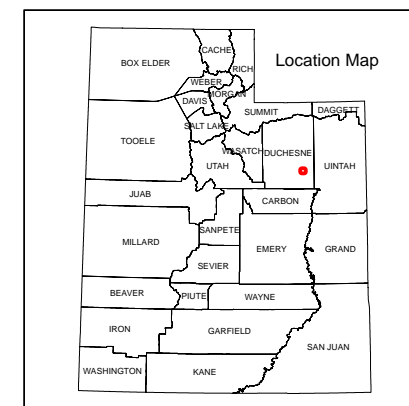 Location Map
BOX ELDER
CACHE
RICH
WEBER
MORGAN
DAVIS
SUMMIT
DAGGETT
SALT LAKE
TOOELE
WASATCH
DUCHESNE
UTAH
UINTAH
JUAB
CARBON
SANPETE
MILLARD
EMERY
GRAND
SEVIER
BEAVER
PIUTE
WAYNE
IRON
GARFIELD
SAN JUAN
WASHINGTON
KANE